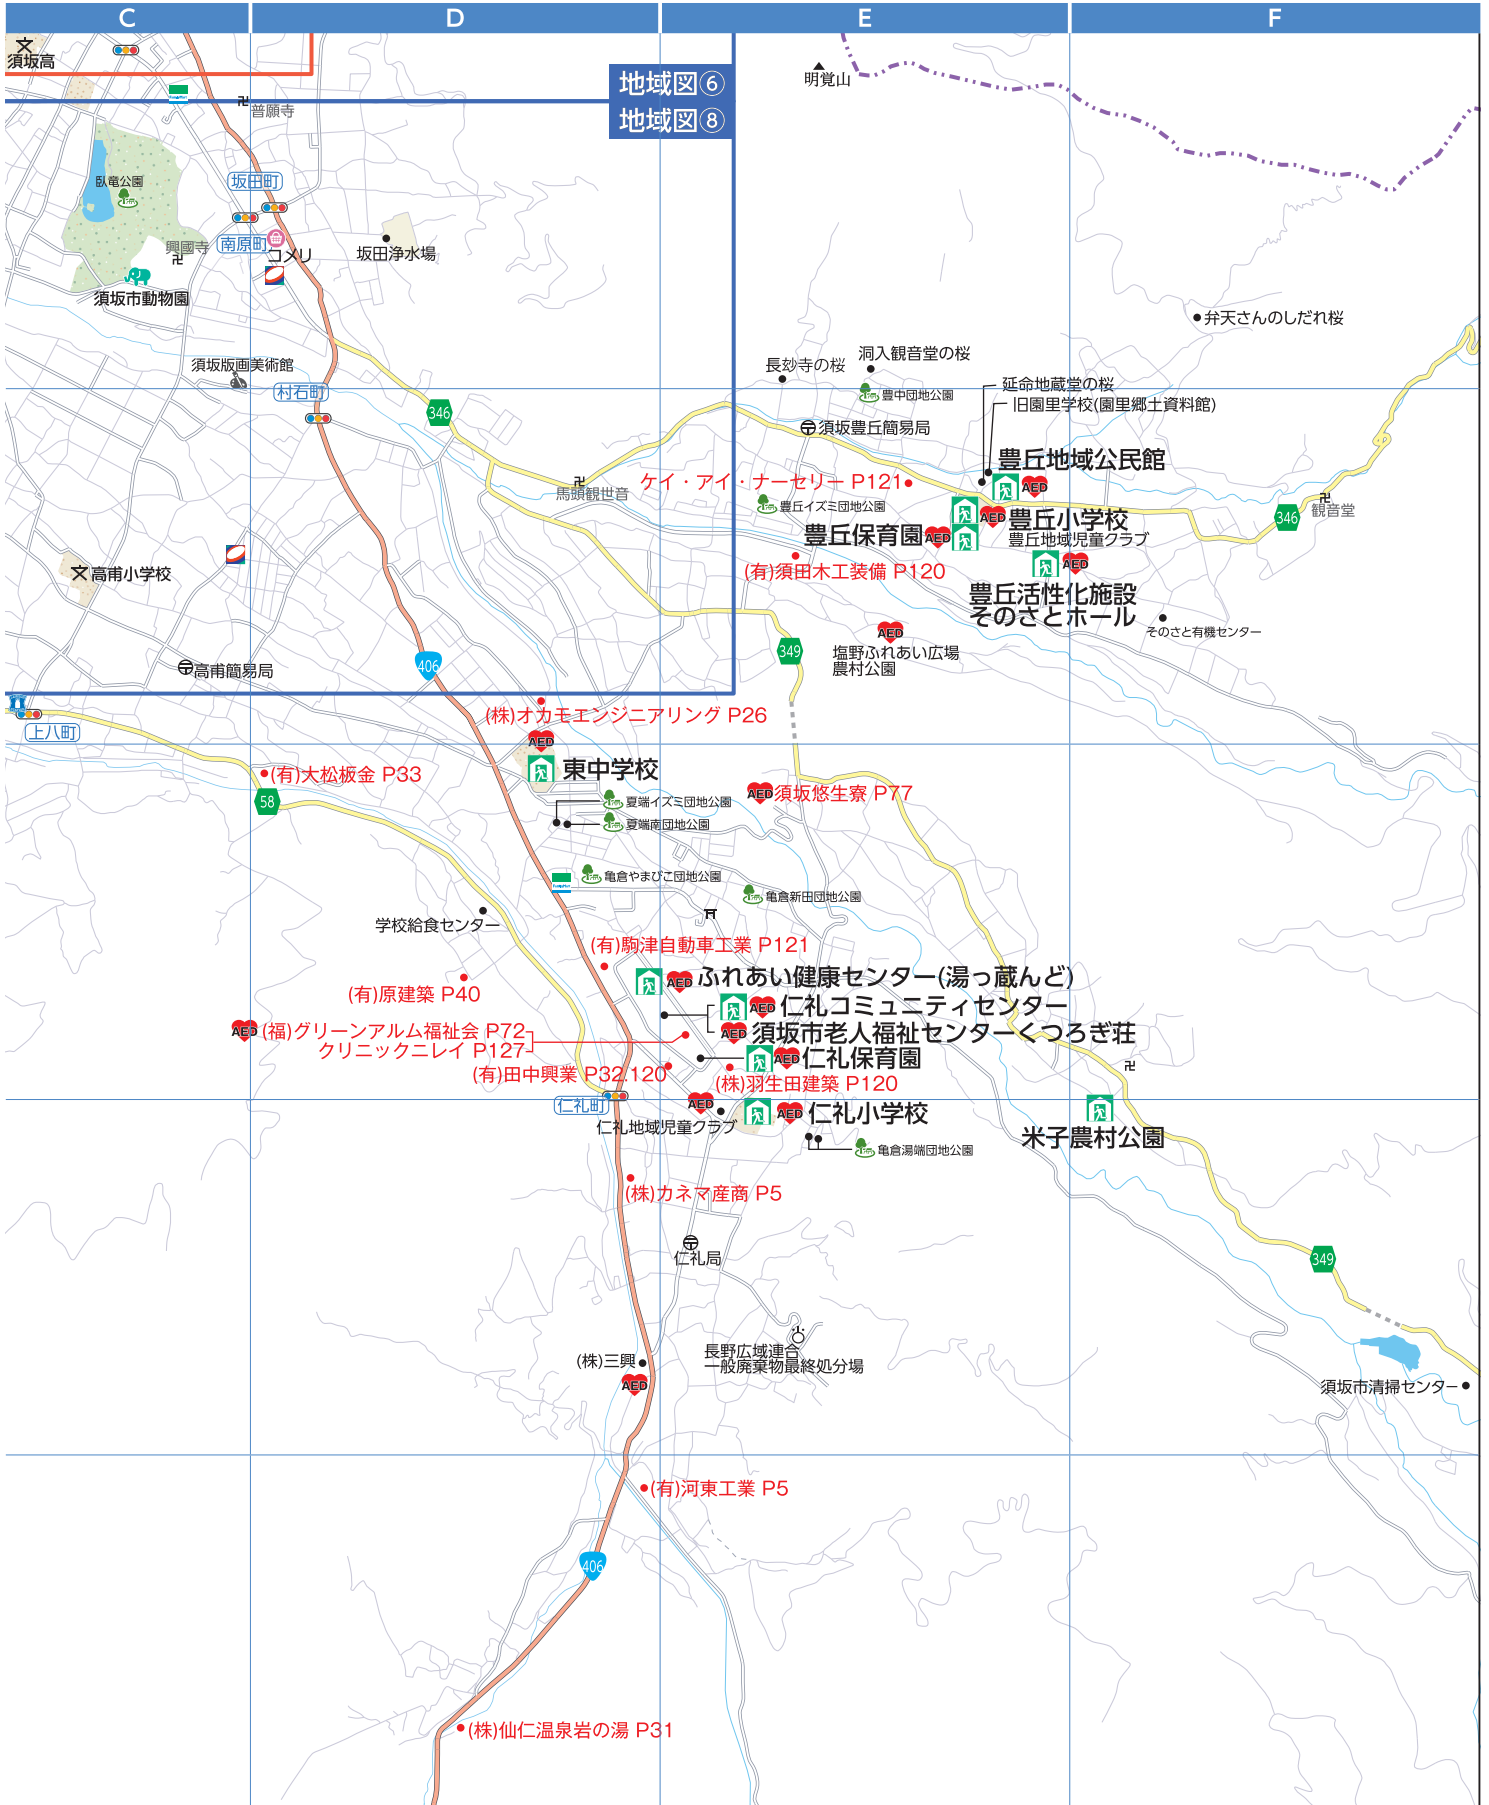 C
D
E
F
須坂高
地域図⑥
地域図⑧
明覚山
普願寺
臥竜公園
坂田町
南原町
コメリ
坂田浄水場
興國寺
須坂市動物園
弁天さんのしだれ桜
須坂版画美術館
村石町
346
長妙寺の桜
洞入観音堂の桜
豊中団地公園
延命地蔵堂の桜
旧園里学校(園里郷土資料館)
須坂豊丘簡易局
豊丘地域公民館
AED
ケイ・アイ・ナーセリー P121
馬頭観世音
豊丘イズミ団地公園
AED
豊丘小学校
豊丘地域児童クラブ
豊丘保育園
AED
346
観音堂
(有)須田木工装備 P120
AED
豊丘活性化施設
そのさとホール
そのさと有機センター
高甫小学校
AED
塩野ふれあい広場
農村公園
349
高甫簡易局
406
上八町
(株)オカモエンジニアリング P26
AED
東中学校
(有)大松板金 P33
58
夏端イズミ団地公園
夏端南団地公園
AED
須坂悠生寮 P77
FamilyMart
亀倉やまびこ団地公園
亀倉新田団地公園
学校給食センター
(有)駒津自動車工業 P121
(有)原建築 P40
AED
ふれあい健康センター(湯っ蔵んど)
AED
仁礼コミュニティセンター
AED
須坂市老人福祉センターくつろぎ荘
AED
(福)グリーンアルム福祉会 P72
クリニックニレイ P127
AED
仁礼保育園
(有)田中興業 P32,120
(株)羽生田建築 P120
仁礼町
AED
仁礼地域児童クラブ
AED
仁礼小学校
亀倉湯端団地公園
米子農村公園
(株)カネマ産商 P5
仁礼局
349
長野広域連合
一般廃棄物最終処分場
(株)三興
AED
須坂市清掃センター
(有)河東工業 P5
406
(株)仙仁温泉岩の湯 P31